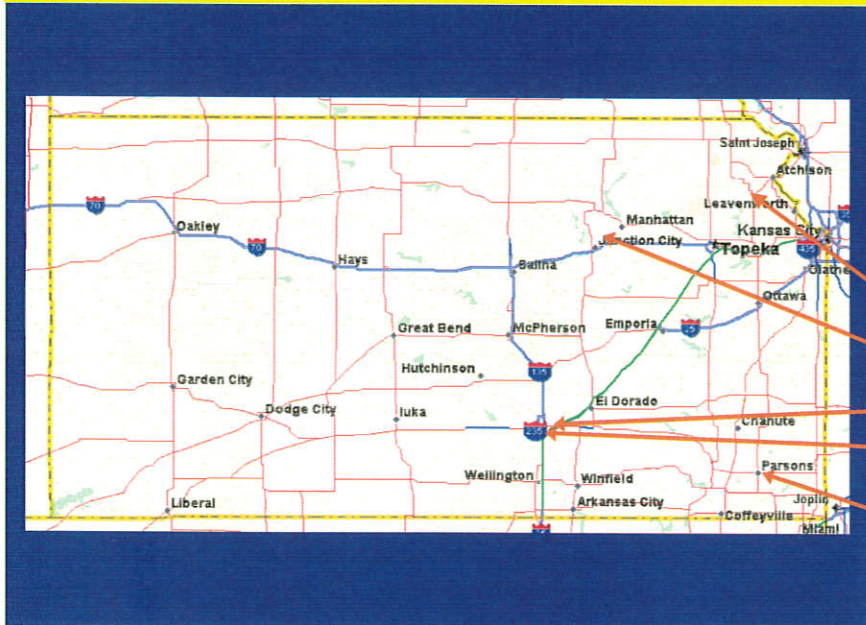 Saint Joseph
Atchison
70
Leavenworth
Manhattan
Kansas City
Oakley
70
Junction City
Topeka
Hays
Salina
Olathe
Ottawa
Great Bend
McPherson
Emporia
35
Hutchinson
135
Garden City
El Dorado
Dodge City
Iuka
235
Chanute
Wellington
Winfield
Parsons
Liberal
Arkansas City
Coffeyville
Joplin
Miami